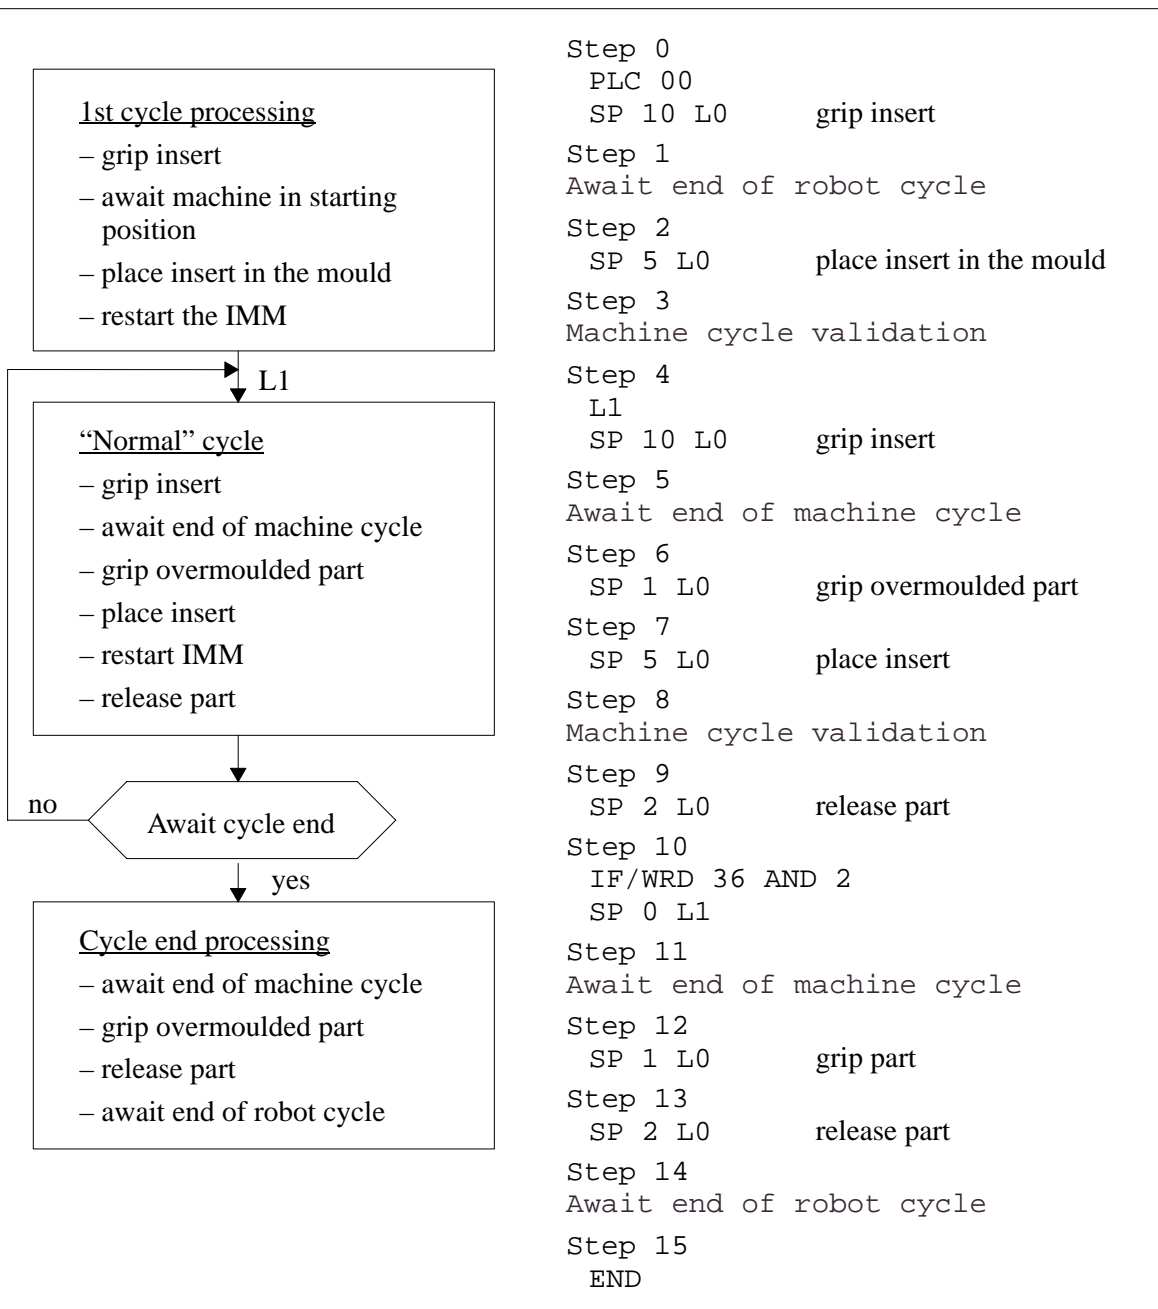 1st cycle processing
– grip insert
– await machine in starting
position
– place insert in the mould
– restart the IMM
L1
“Normal” cycle
– grip insert
– await end of machine cycle
– grip overmoulded part
– place insert
– restart IMM
– release part
no
Await cycle end
yes
Cycle end processing
– await end of machine cycle
– grip overmoulded part
– release part
– await end of robot cycle
Step 0
PLC 00
SP 10 L0 grip insert
Step 1
Await end of robot cycle
Step 2
SP 5 L0 place insert in the mould
Step 3
Machine cycle validation
Step 4
L1
SP 10 L0 grip insert
Step 5
Await end of machine cycle
Step 6
SP 1 L0 grip overmoulded part
Step 7
SP 5 L0 place insert
Step 8
Machine cycle validation
Step 9
SP 2 L0 release part
Step 10
IF/WRD 36 AND 2
SP 0 L1
Step 11
Await end of machine cycle
Step 12
SP 1 L0 grip part
Step 13
SP 2 L0 release part
Step 14
Await end of robot cycle
Step 15
END